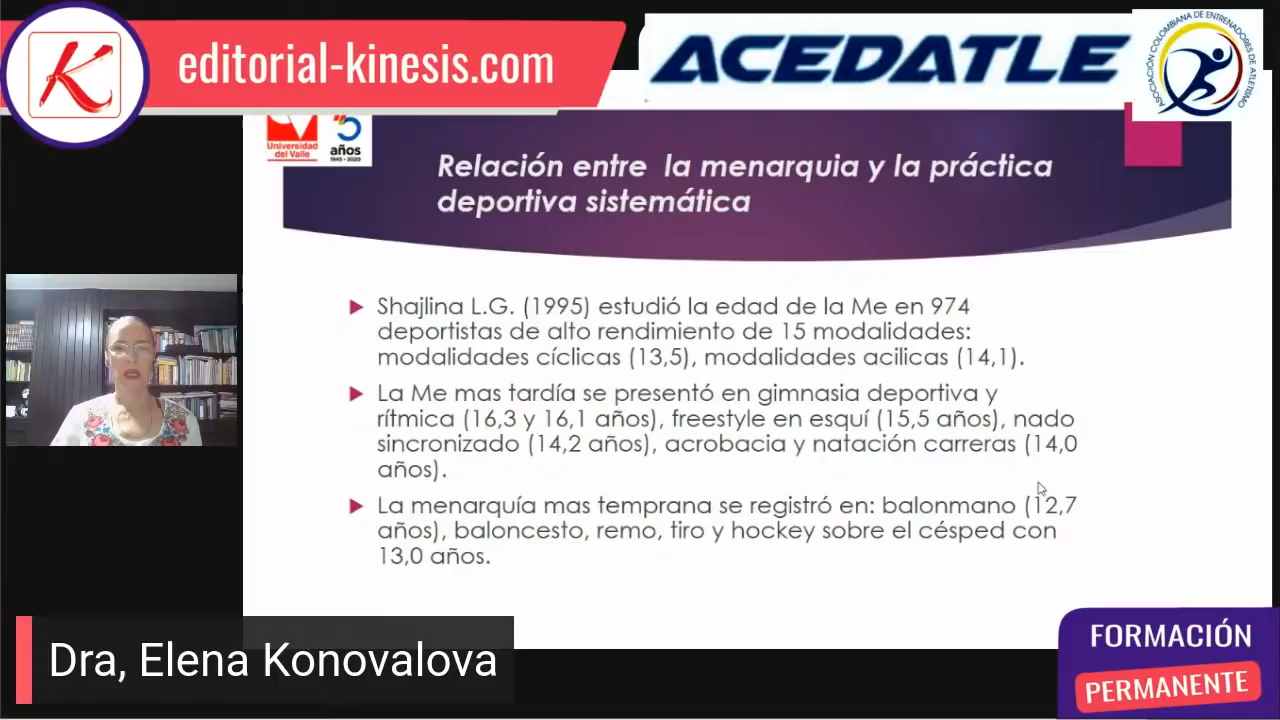 editorial-kinesis.com
ACEDATLE
ASOCIACIÓN COLOMBIANA DE ENTRENADORES DE ATLETISMO
K
Universidad
del Valle
75
años
1945 - 2020
Relación entre la menarquia y la práctica
deportiva sistemática
Shajlina L.G. (1995) estudió la edad de la Me en 974
deportistas de alto rendimiento de 15 modalidades:
modalidades cíclicas (13,5), modalidades acilicas (14,1).
La Me mas tardía se presentó en gimnasia deportiva y
rítmica (16,3 y 16,1 años), freestyle en esquí (15,5 años), nado
sincronizado (14,2 años), acrobacia y natación carreras (14,0
años).
La menarquía mas temprana se registró en: balonmano (12,7
años), baloncesto, remo, tiro y hockey sobre el césped con
13,0 años.
Dra, Elena Konovalova
FORMACIÓN
PERMANENTE